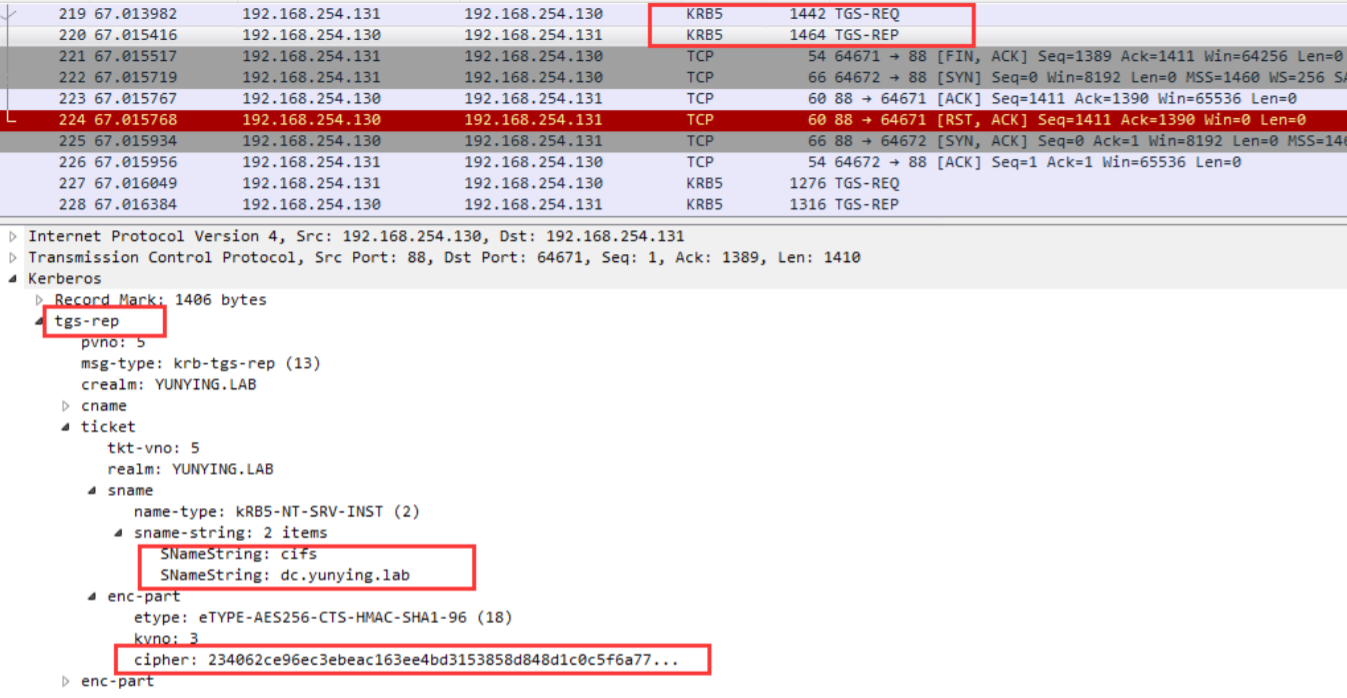 219 67.013982 192.168.254.131 192.168.254.130 KRB5 1442 TGS-REQ
220 67.015416 192.168.254.130 192.168.254.131 KRB5 1464 TGS-REP
221 67.015517 192.168.254.131 192.168.254.130 TCP 54 64671 → 88 [FIN, ACK] Seq=1389 Ack=1411 Win=64256 Len=0
222 67.015719 192.168.254.131 192.168.254.130 TCP 66 64672 → 88 [SYN] Seq=0 Win=8192 Len=0 MSS=1460 WS=256 SA
223 67.015767 192.168.254.130 192.168.254.131 TCP 60 88 → 64671 [ACK] Seq=1411 Ack=1390 Win=65536 Len=0
224 67.015768 192.168.254.130 192.168.254.131 TCP 60 88 → 64671 [RST, ACK] Seq=1411 Ack=1390 Win=0 Len=0
225 67.015934 192.168.254.130 192.168.254.131 TCP 66 88 → 64672 [SYN, ACK] Seq=0 Ack=1 Win=8192 Len=0 MSS=146
226 67.015956 192.168.254.131 192.168.254.130 TCP 54 64672 → 88 [ACK] Seq=1 Ack=1 Win=65536 Len=0
227 67.016049 192.168.254.131 192.168.254.130 KRB5 1276 TGS-REQ
228 67.016384 192.168.254.130 192.168.254.131 KRB5 1316 TGS-REP
Internet Protocol Version 4, Src: 192.168.254.130, Dst: 192.168.254.131
Transmission Control Protocol, Src Port: 88, Dst Port: 64671, Seq: 1, Ack: 1389, Len: 1410
Kerberos
Record Mark: 1406 bytes
tgs-rep
pvno: 5
msg-type: krb-tgs-rep (13)
crealm: YUNYING.LAB
cname
ticket
tkt-vno: 5
realm: YUNYING.LAB
sname
name-type: kRB5-NT-SRV-INST (2)
sname-string: 2 items
SNameString: cifs
SNameString: dc.yunying.lab
enc-part
etype: eTYPE-AES256-CTS-HMAC-SHA1-96 (18)
kvno: 3
cipher: 234062ce96ec3ebeac163ee4bd3153858d848d1c0c5f6a77...
enc-part